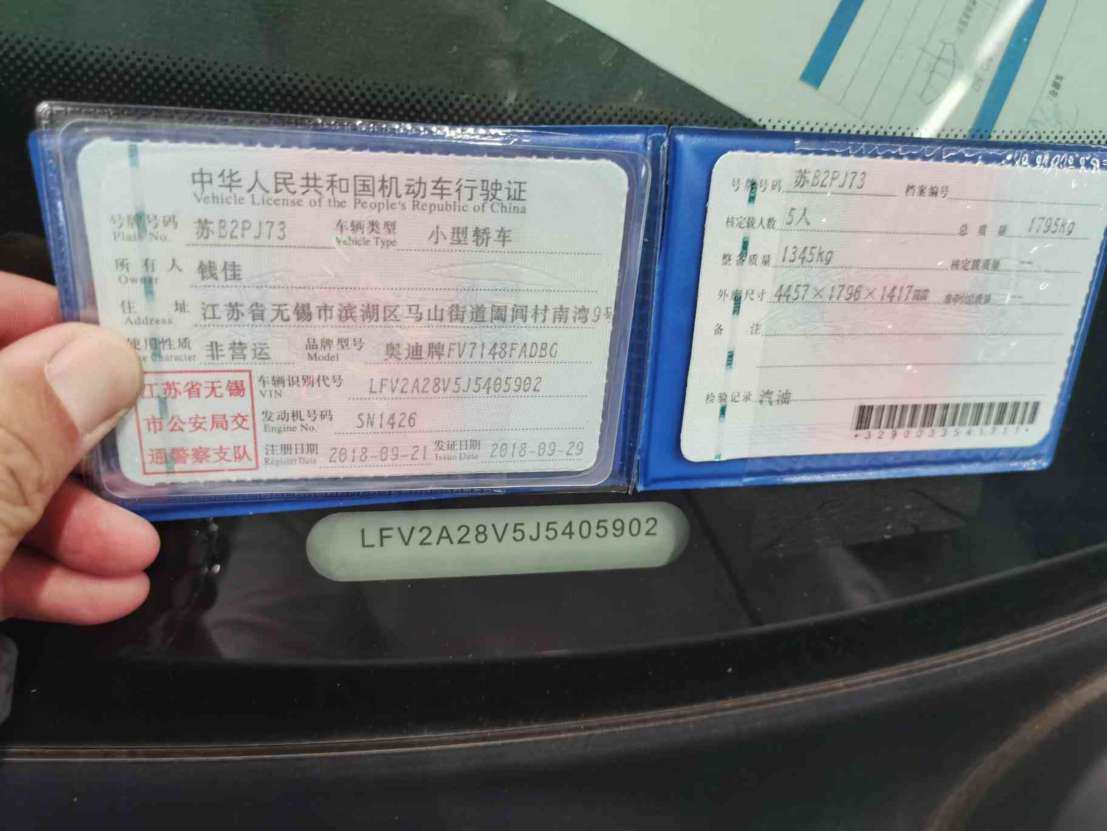 中华人民共和国机动车行驶证
Vehicle License of the People's Republic of China
号牌号码 苏B2PJ73 车辆类型 小型轿车
Plate No. Vehicle Type
所有人 钱佳
Owner
住址 江苏省无锡市滨湖区马山街道阖闾村南湾9号
Address
使用性质 非营运 品牌型号 奥迪牌FV7148FADBG
Character Model
江苏省无锡
市公安局交
通警察支队
车辆识别代号 LFV2A28V5J5405902
VIN
发动机号码 SN1426
Engine No.
注册日期 2018-09-21 发证日期 2018-09-29
Register Date Issue Date
号牌号码 苏B2PJ73 档案编号
核定载人数 5人 总质量 1795kg
整备质量 1345kg 核定载质量
外廓尺寸 4457×1796×1417
备注
检验记录 汽油
LFV2A28V5J5405902